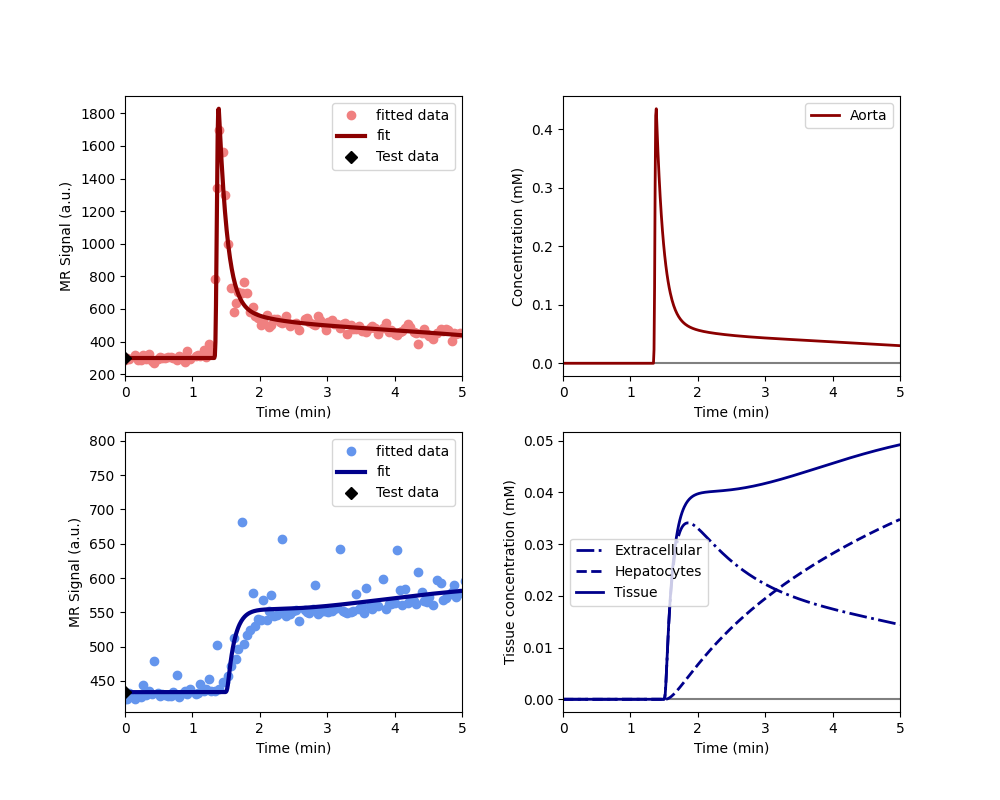 1800
1600
1400
1200
1000
800
600
400
200
MR Signal (a.u.)
fitted data
fit
Test data
0 1 2 3 4 5
Time (min)
0.4
0.3
0.2
0.1
0.0
Concentration (mM)
Aorta
0 1 2 3 4 5
Time (min)
800
750
700
650
600
550
500
450
MR Signal (a.u.)
fitted data
fit
Test data
0 1 2 3 4 5
Time (min)
0.05
0.04
0.03
0.02
0.01
0.00
Tissue concentration (mM)
Extracellular
Hepatocytes
Tissue
0 1 2 3 4 5
Time (min)